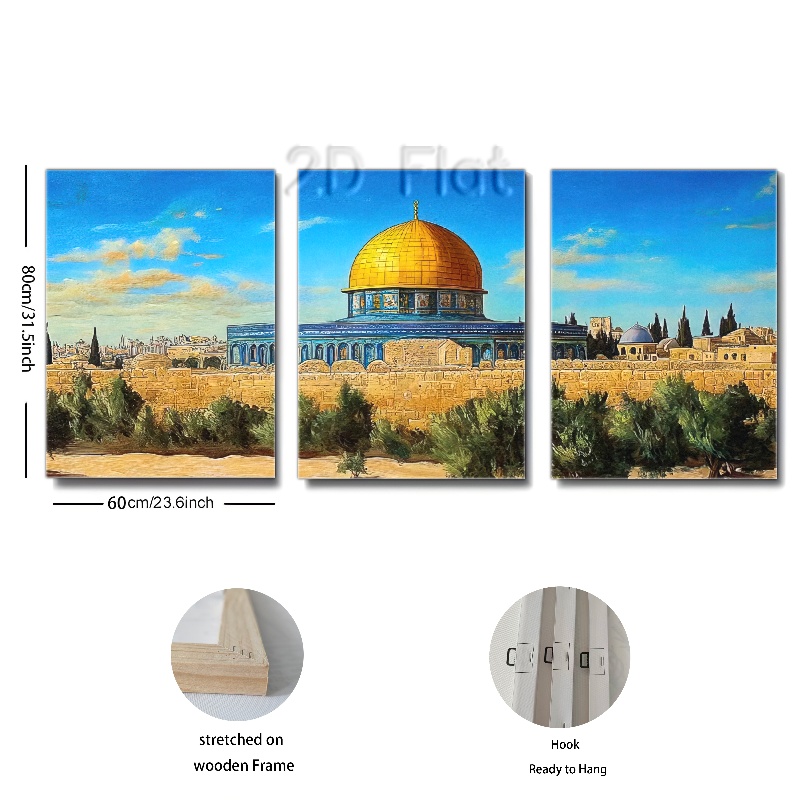 2D Flat
80cm/31.5inch
60cm/23.6inch
stretched on
wooden Frame
Hook
Ready to Hang